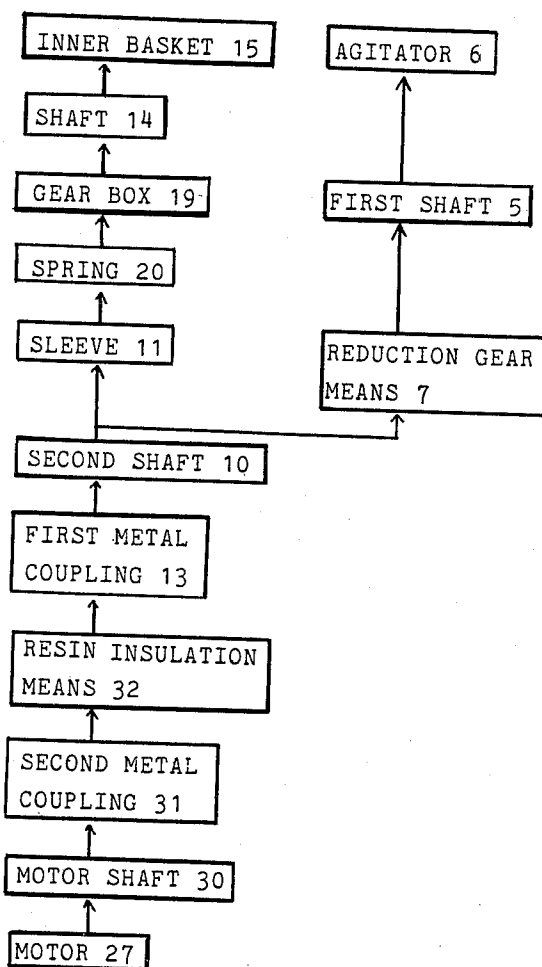 INNER BASKET 15
AGITATOR 6
SHAFT 14
GEAR BOX 19
FIRST SHAFT 5
SPRING 20
SLEEVE 11
REDUCTION GEAR
MEANS 7
SECOND SHAFT 10
FIRST METAL
COUPLING 13
RESIN INSULATION
MEANS 32
SECOND METAL
COUPLING 31
MOTOR SHAFT 30
MOTOR 27